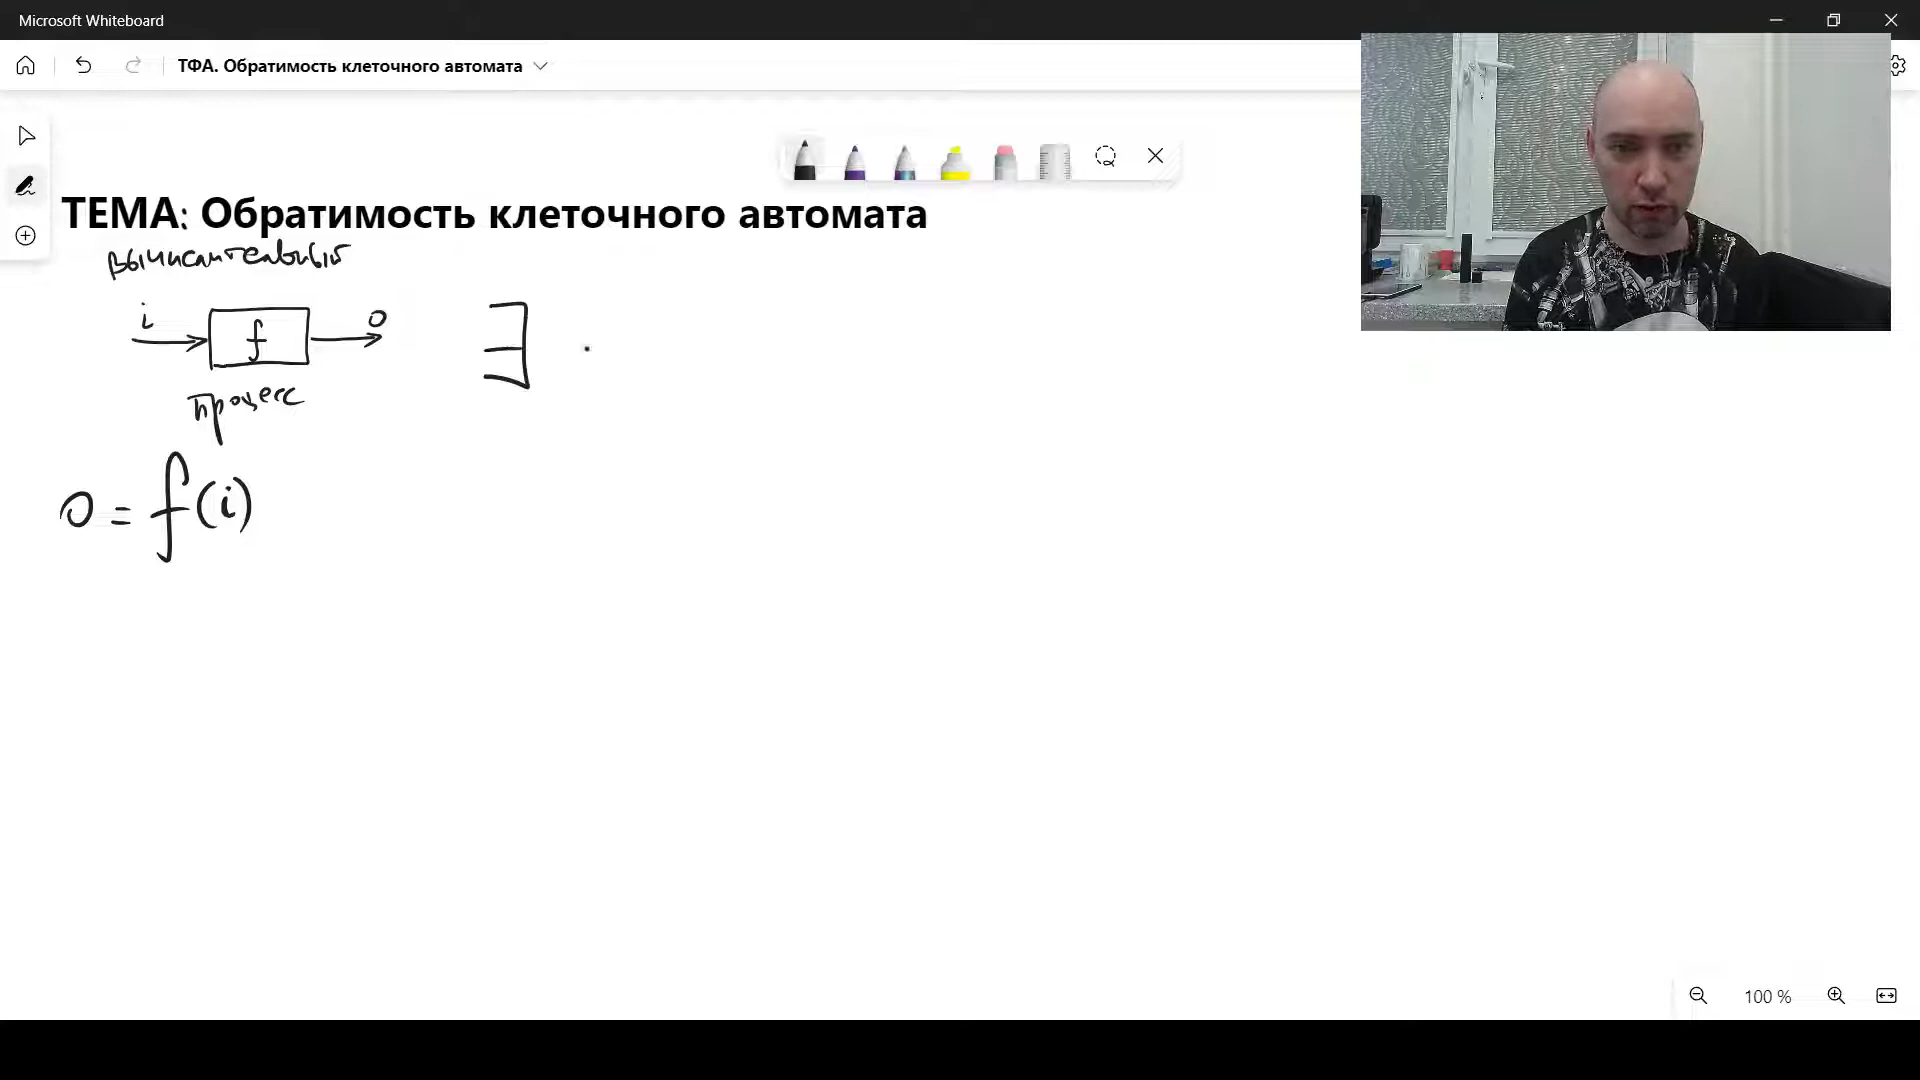 Microsoft Whiteboard
ТФА. Обратимость клеточного автомата
ТЕМА: Обратимость клеточного автомата
вычислительный
i
f
o
процесс
∃
o = f(i)
100 %